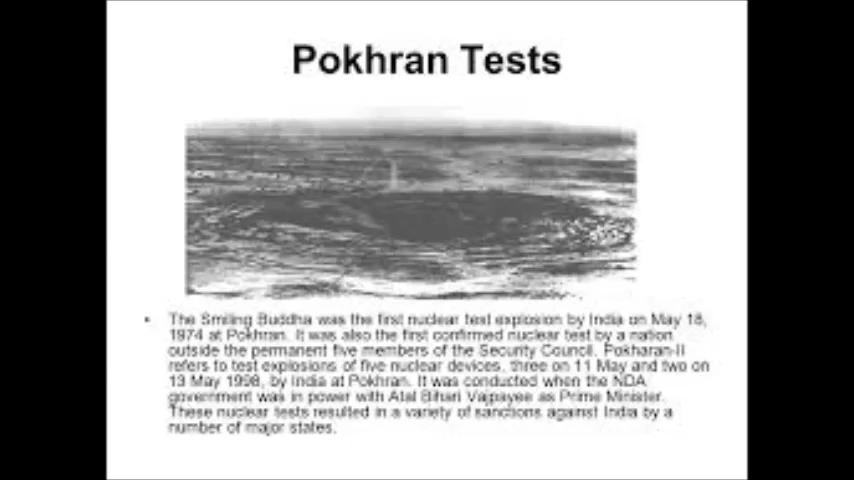 Pokhran Tests
• The Smiling Buddha was the first nuclear test explosion by India on May 18,
1974 at Pokhran. It was also the first confirmed nuclear test by a nation
outside the permanent five members of the Security Council. Pokharan-II
refers to test explosions of five nuclear devices, three on 11 May and two on
13 May 1998, by India at Pokhran. It was conducted when the NDA
government was in power with Atal Bihari Vajpayee as Prime Minister.
These nuclear tests resulted in a variety of sanctions against India by a
number of major states.